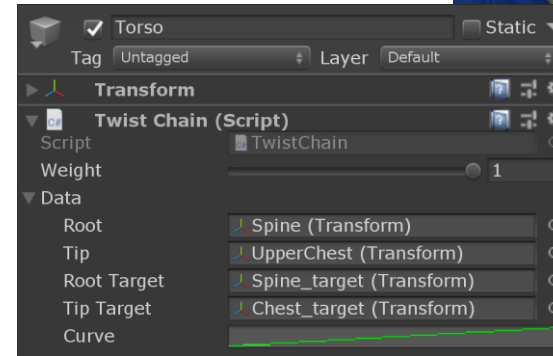 Torso Static
Tag Untagged Layer Default
Transform
Twist Chain (Script)
Script TwistChain
Weight 1
Data
Root Spine (Transform)
Tip UpperChest (Transform)
Root Target Spine_target (Transform)
Tip Target Chest_target (Transform)
Curve